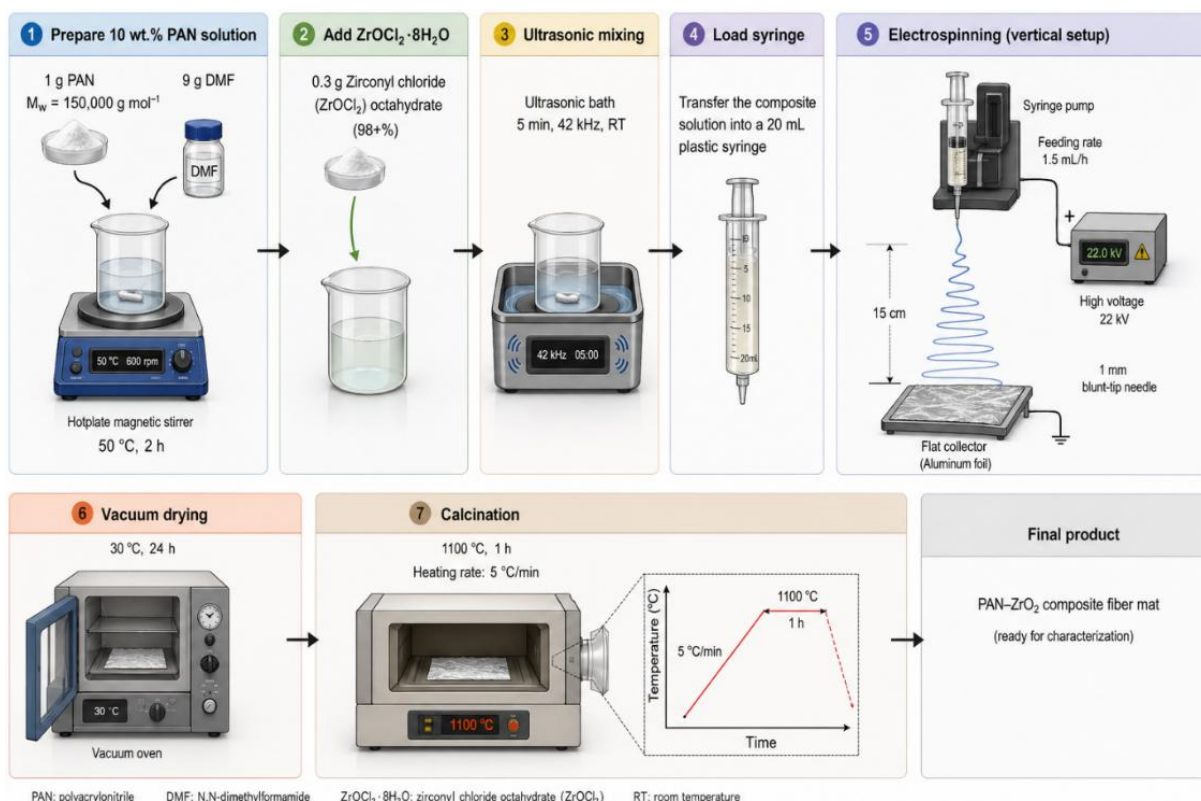 1 Prepare 10 wt.% PAN solution
1 g PAN
Mw = 150,000 g mol⁻¹
9 g DMF
DMF
50 °C 600 rpm
Hotplate magnetic stirrer
50 °C, 2 h
2 Add ZrOCl₂·8H₂O
0.3 g Zirconyl chloride
(ZrOCl₂) octahydrate
(98+%)
3 Ultrasonic mixing
Ultrasonic bath
5 min, 42 kHz, RT
42 kHz 05:00
4 Load syringe
Transfer the composite
solution into a 20 mL
plastic syringe
5
10
15
20mL
5 Electrospinning (vertical setup)
Syringe pump
Feeding rate
1.5 mL/h
+
22.0 kV
High voltage
22 kV
15 cm
1 mm
blunt-tip needle
Flat collector
(Aluminum foil)
6 Vacuum drying
30 °C, 24 h
30 °C
Vacuum oven
7 Calcination
1100 °C, 1 h
Heating rate: 5 °C/min
1100 °C
Temperature (°C)
5 °C/min
1100 °C
1 h
Time
Final product
PAN–ZrO₂ composite fiber mat
(ready for characterization)
PAN: polyacrylonitrile DMF: N,N-dimethylformamide ZrOCl₂·8H₂O: zirconyl chloride octahydrate (ZrOCl₂) RT: room temperature